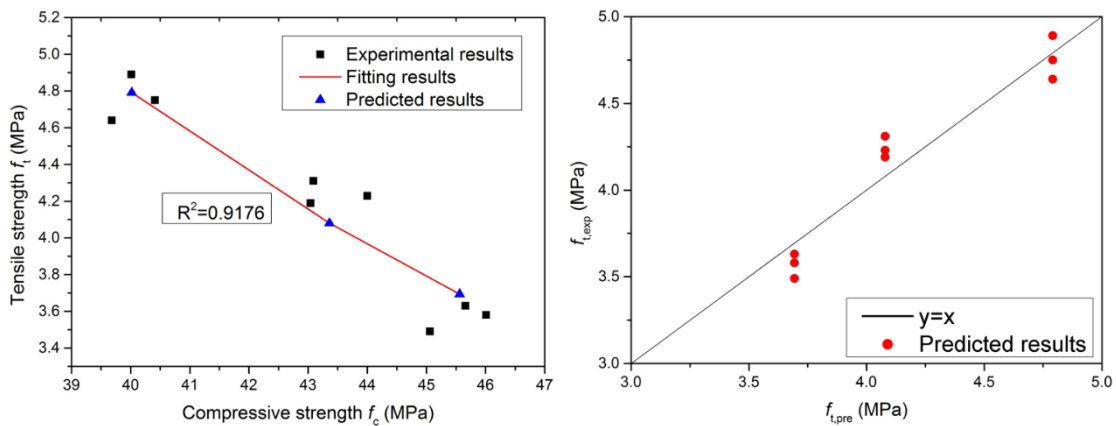 5.2
5.0
4.8
4.6
4.4
4.2
4.0
3.8
3.6
3.4
Tensile strength ft (MPa)
Experimental results
Fitting results
Predicted results
R²=0.9176
39 40 41 42 43 44 45 46 47
Compressive strength fc (MPa)
5.0
4.5
4.0
3.5
3.0
ft,exp (MPa)
y=x
Predicted results
3.0 3.5 4.0 4.5 5.0
ft,pre (MPa)